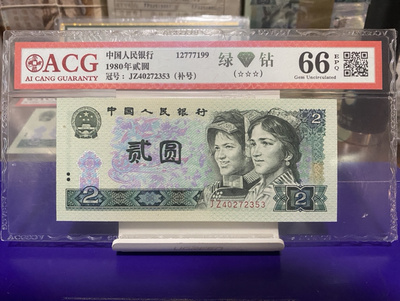 ACG
AI CANG GUARANTY
中国人民银行 12777199
1980年贰圆
冠号：JZ40272353 (补号)
绿 钻
(☆☆☆)
66 EPQ
Gem Uncirculated
中国人民银行
2
贰圆
2
2
JZ40272353